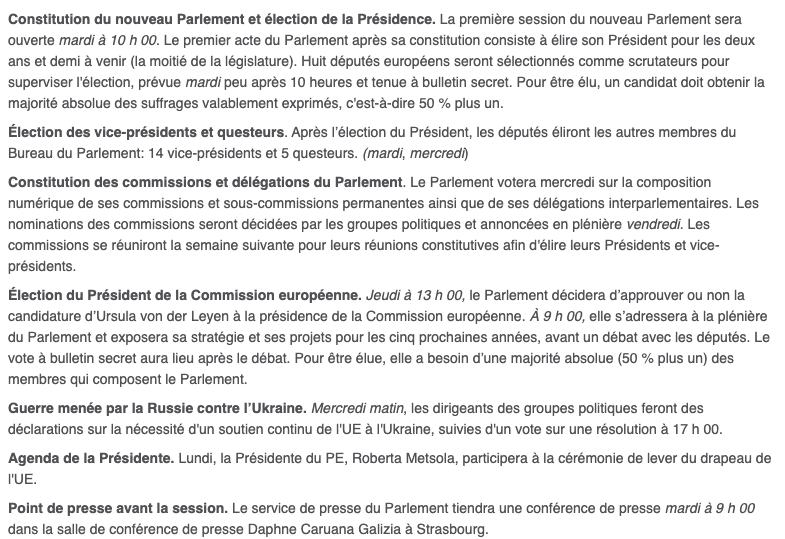 Constitution du nouveau Parlement et élection de la Présidence. La première session du nouveau Parlement sera
ouverte mardi à 10 h 00. Le premier acte du Parlement après sa constitution consiste à élire son Président pour les deux
ans et demi à venir (la moitié de la législature). Huit députés européens seront sélectionnés comme scrutateurs pour
superviser l'élection, prévue mardi peu après 10 heures et tenue à bulletin secret. Pour être élu, un candidat doit obtenir la
majorité absolue des suffrages valablement exprimés, c'est-à-dire 50 % plus un.
Élection des vice-présidents et questeurs. Après l’élection du Président, les députés éliront les autres membres du
Bureau du Parlement: 14 vice-présidents et 5 questeurs. (mardi, mercredi)
Constitution des commissions et délégations du Parlement. Le Parlement votera mercredi sur la composition
numérique de ses commissions et sous-commissions permanentes ainsi que de ses délégations interparlementaires. Les
nominations des commissions seront décidées par les groupes politiques et annoncées en plénière vendredi. Les
commissions se réuniront la semaine suivante pour leurs réunions constitutives afin d’élire leurs Présidents et vice-
présidents.
Élection du Président de la Commission européenne. Jeudi à 13 h 00, le Parlement décidera d’approuver ou non la
candidature d’Ursula von der Leyen à la présidence de la Commission européenne. À 9 h 00, elle s’adressera à la plénière
du Parlement et exposera sa stratégie et ses projets pour les cinq prochaines années, avant un débat avec les députés. Le
vote à bulletin secret aura lieu après le débat. Pour être élue, elle a besoin d’une majorité absolue (50 % plus un) des
membres qui composent le Parlement.
Guerre menée par la Russie contre l’Ukraine. Mercredi matin, les dirigeants des groupes politiques feront des
déclarations sur la nécessité d'un soutien continu de l'UE à l'Ukraine, suivies d'un vote sur une résolution à 17 h 00.
Agenda de la Présidente. Lundi, la Présidente du PE, Roberta Metsola, participera à la cérémonie de lever du drapeau de
l'UE.
Point de presse avant la session. Le service de presse du Parlement tiendra une conférence de presse mardi à 9 h 00
dans la salle de conférence de presse Daphne Caruana Galizia à Strasbourg.